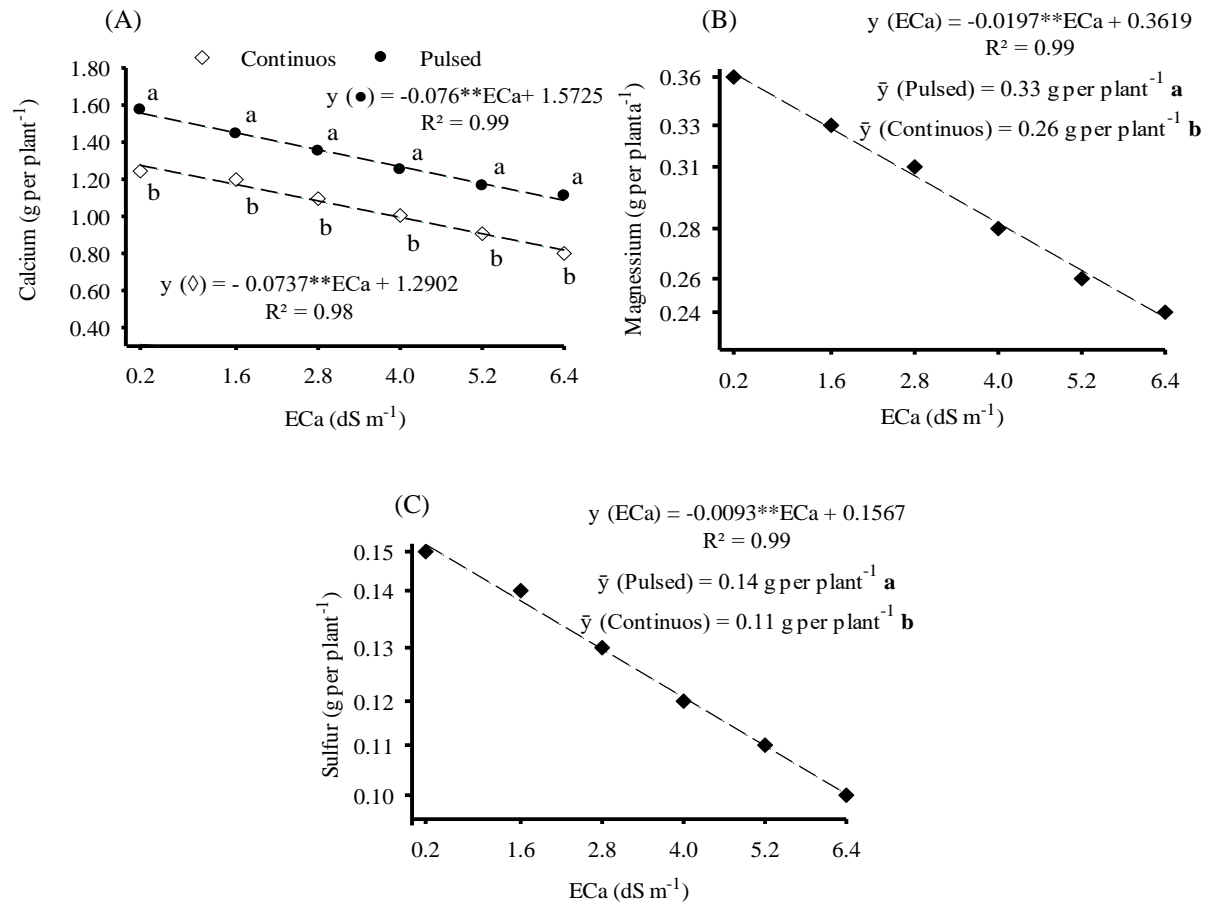 (A)
◇ Continuos ● Pulsed
Calcium (g per plant⁻¹)
1.80
1.60
1.40
1.20
1.00
0.80
0.60
0.40
y (●) = -0.076**ECa+ 1.5725
R² = 0.99
a a a a a a
b b b b b b
y (◊) = - 0.0737**ECa + 1.2902
R² = 0.98
0.2 1.6 2.8 4.0 5.2 6.4
ECa (dS m⁻¹)
(B)
y (ECa) = -0.0197**ECa + 0.3619
R² = 0.99
ȳ (Pulsed) = 0.33 g per plant⁻¹ a
ȳ (Continuos) = 0.26 g per plant⁻¹ b
Magnessium (g per planta⁻¹)
0.36
0.33
0.31
0.28
0.26
0.24
0.2 1.6 2.8 4.0 5.2 6.4
ECa (dS m⁻¹)
(C)
y (ECa) = -0.0093**ECa + 0.1567
R² = 0.99
ȳ (Pulsed) = 0.14 g per plant⁻¹ a
ȳ (Continuos) = 0.11 g per plant⁻¹ b
Sulfur (g per plant⁻¹)
0.15
0.14
0.13
0.12
0.11
0.10
0.2 1.6 2.8 4.0 5.2 6.4
ECa (dS m⁻¹)